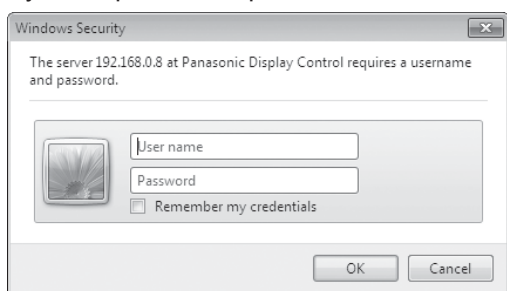 Windows Security
The server 192.168.0.8 at Panasonic Display Control requires a username
and password.
User name
Password
Remember my credentials
OK
Cancel